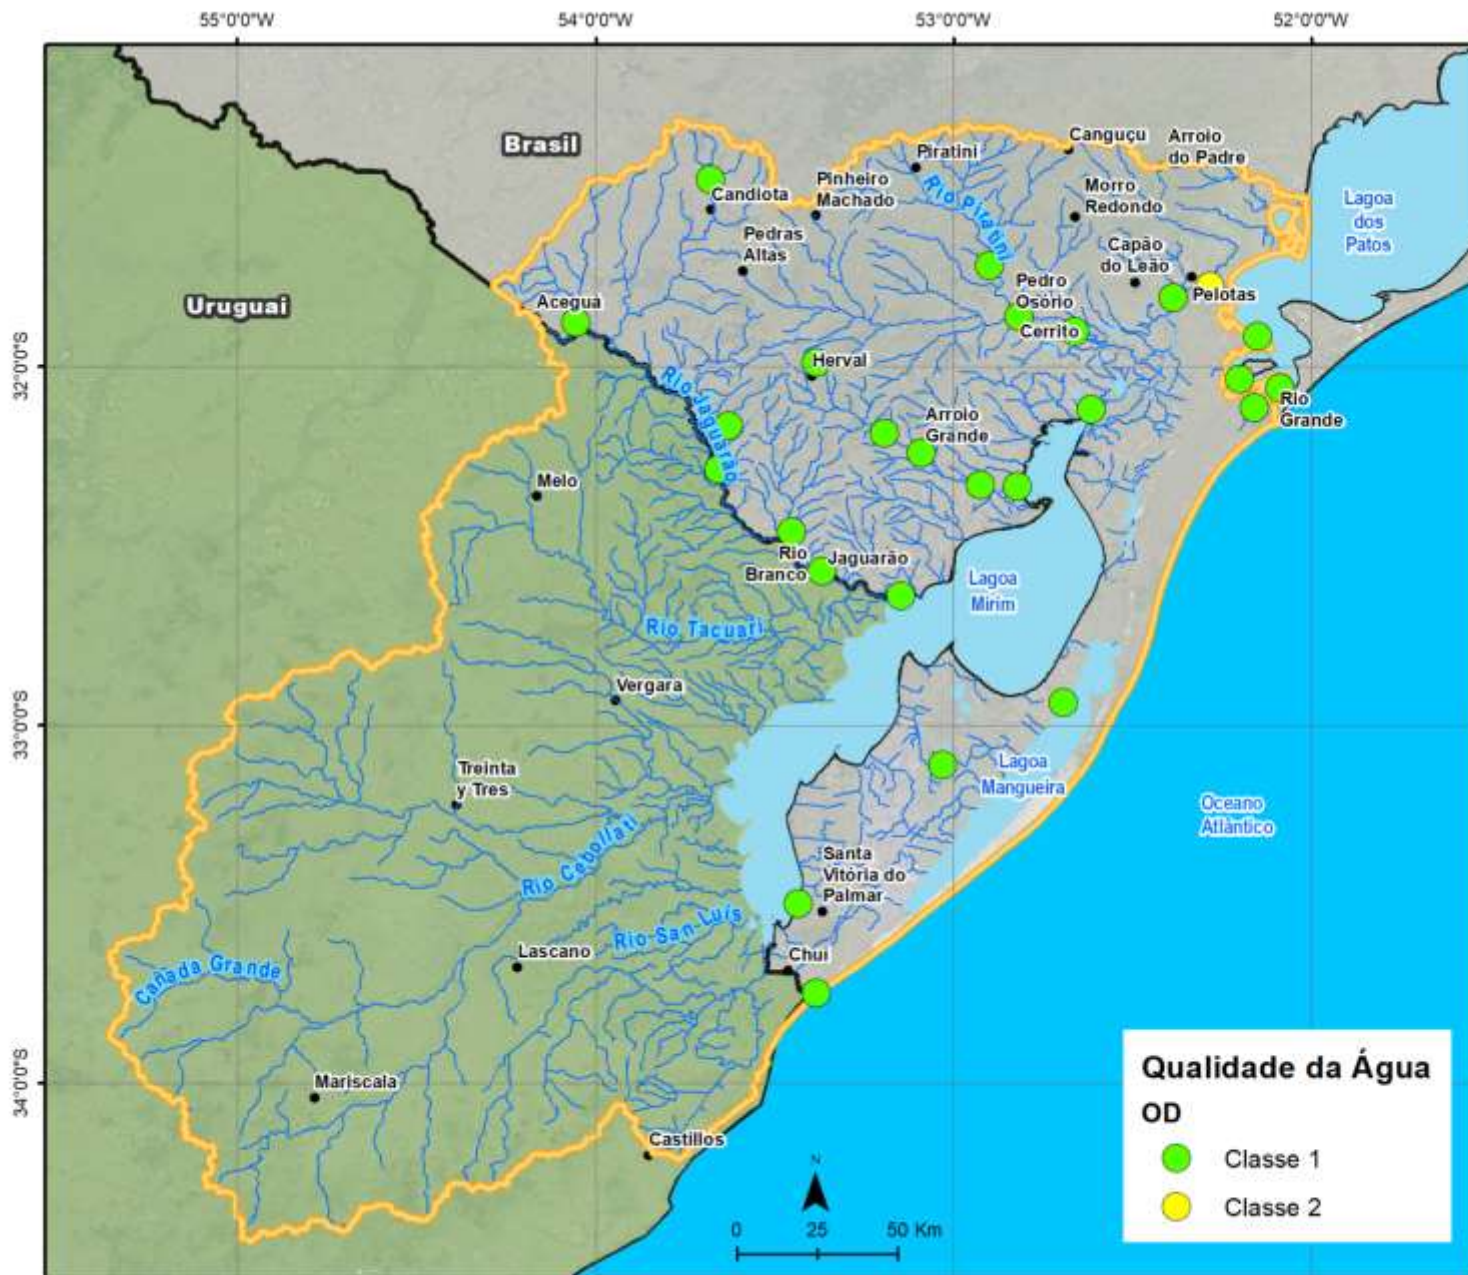 55°0'0"W
54°0'0"W
53°0'0"W
52°0'0"W
Brasil
Uruguai
Canguçu
Arroio
do Padre
Piratini
Rio Piratini
Pinheiro
Machado
Candiota
Morro
Redondo
Lagoa
dos
Patos
Pedras
Altas
Capão
do Leão
Pedro
Osório
Pelotas
Aceguá
Cerrito
32°0'0"S
Herval
Rio Jaguarão
Arroio
Grande
Rio
Grande
Melo
Rio
Branco
Jaguarão
Lagoa
Mirim
Rio Tacuarí
Vergara
33°0'0"S
Treinta
y Tres
Lagoa
Mangueira
Oceano
Atlântico
Rio Cebollatí
Santa
Vitória do
Palmar
Rio San Luís
Lascano
Chuí
Cañada Grande
34°0'0"S
Mariscala
Castillos
N
0 25 50 Km
Qualidade da Água
OD
Classe 1
Classe 2